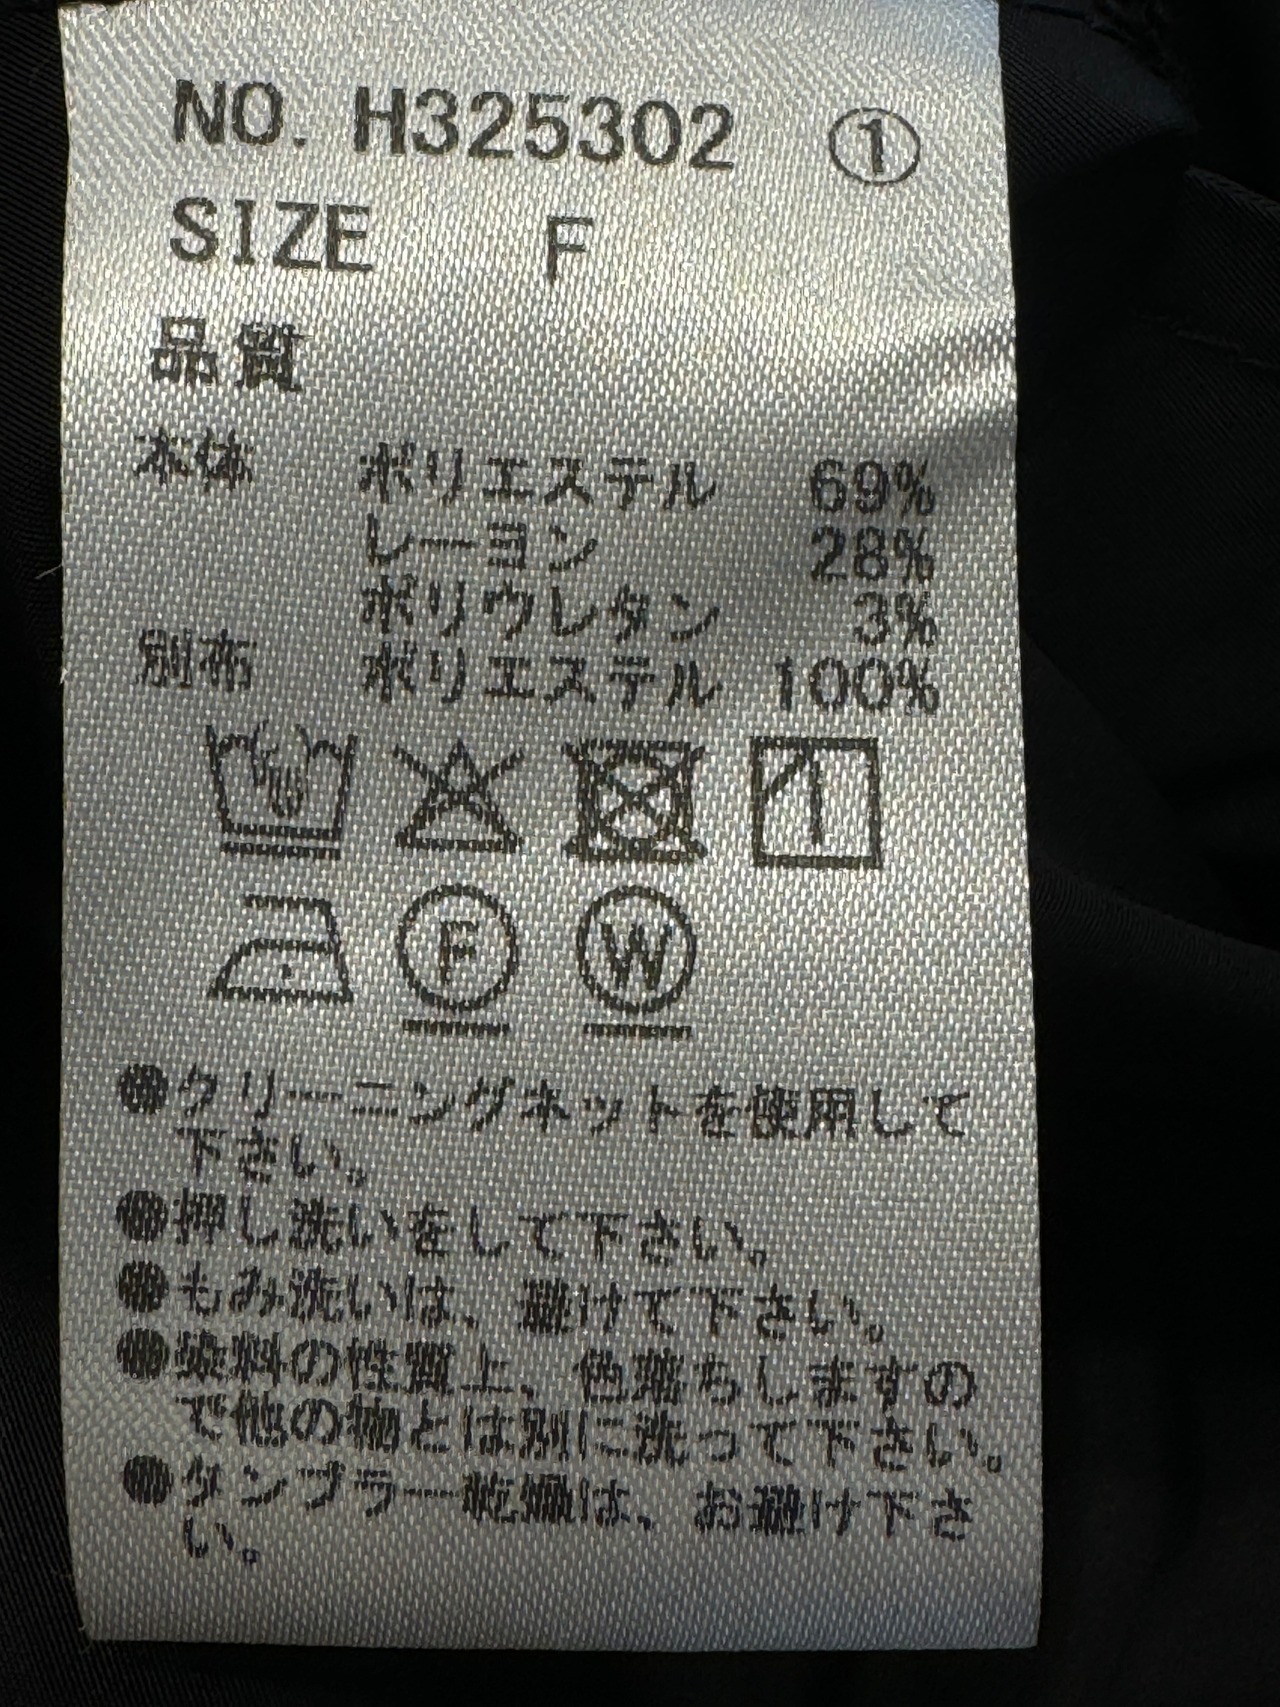 NO. H325302 ①
SIZE F
品質
本体 ポリエステル 69%
レーヨン 28%
ポリウレタン 3%
別布 ポリエステル 100%
F W
●クリーニングネットを使用して
下さい。
●押し洗いをして下さい。
●もみ洗いは、避けて下さい。
●染料の性質上、色落ちしますの
で他の物とは別に洗って下さい。
●タンブラー乾燥は、お避け下さ
い。